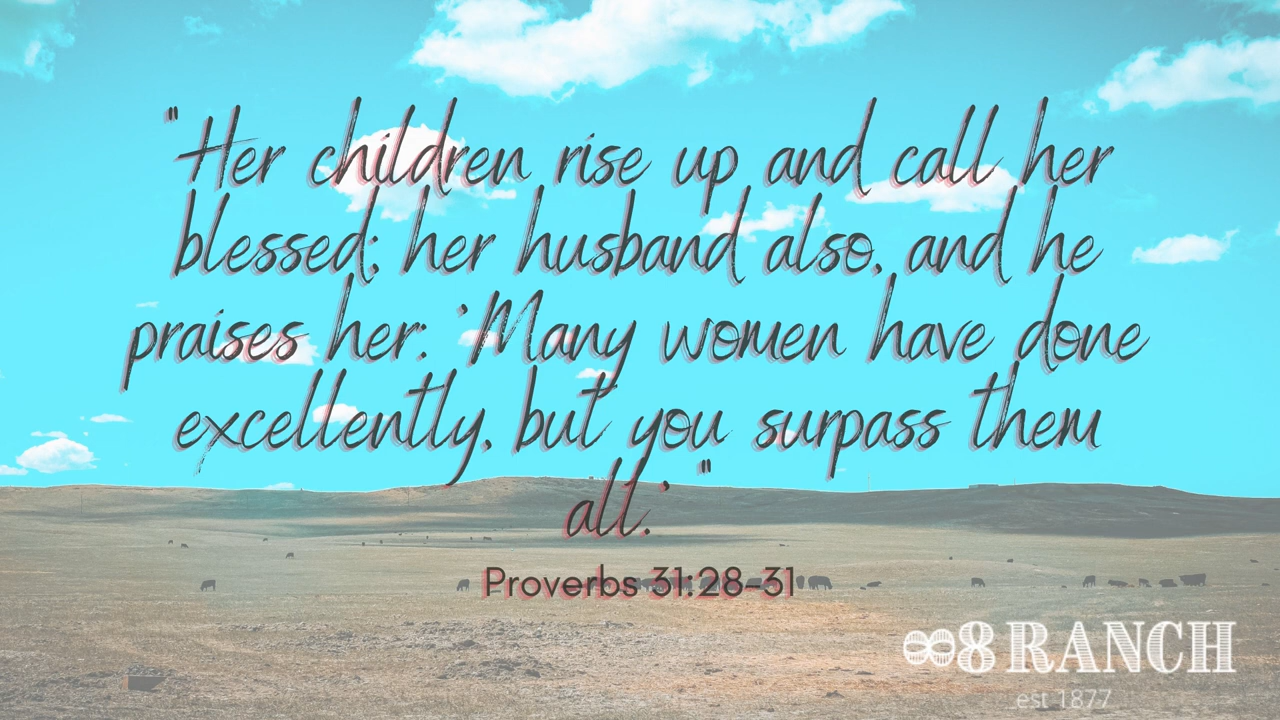 "Her children rise up and call her
blessed; her husband also, and he
praises her: 'Many women have done
excellently, but you surpass them
all.'"
Proverbs 31:28-31
∞8 RANCH
est 1877